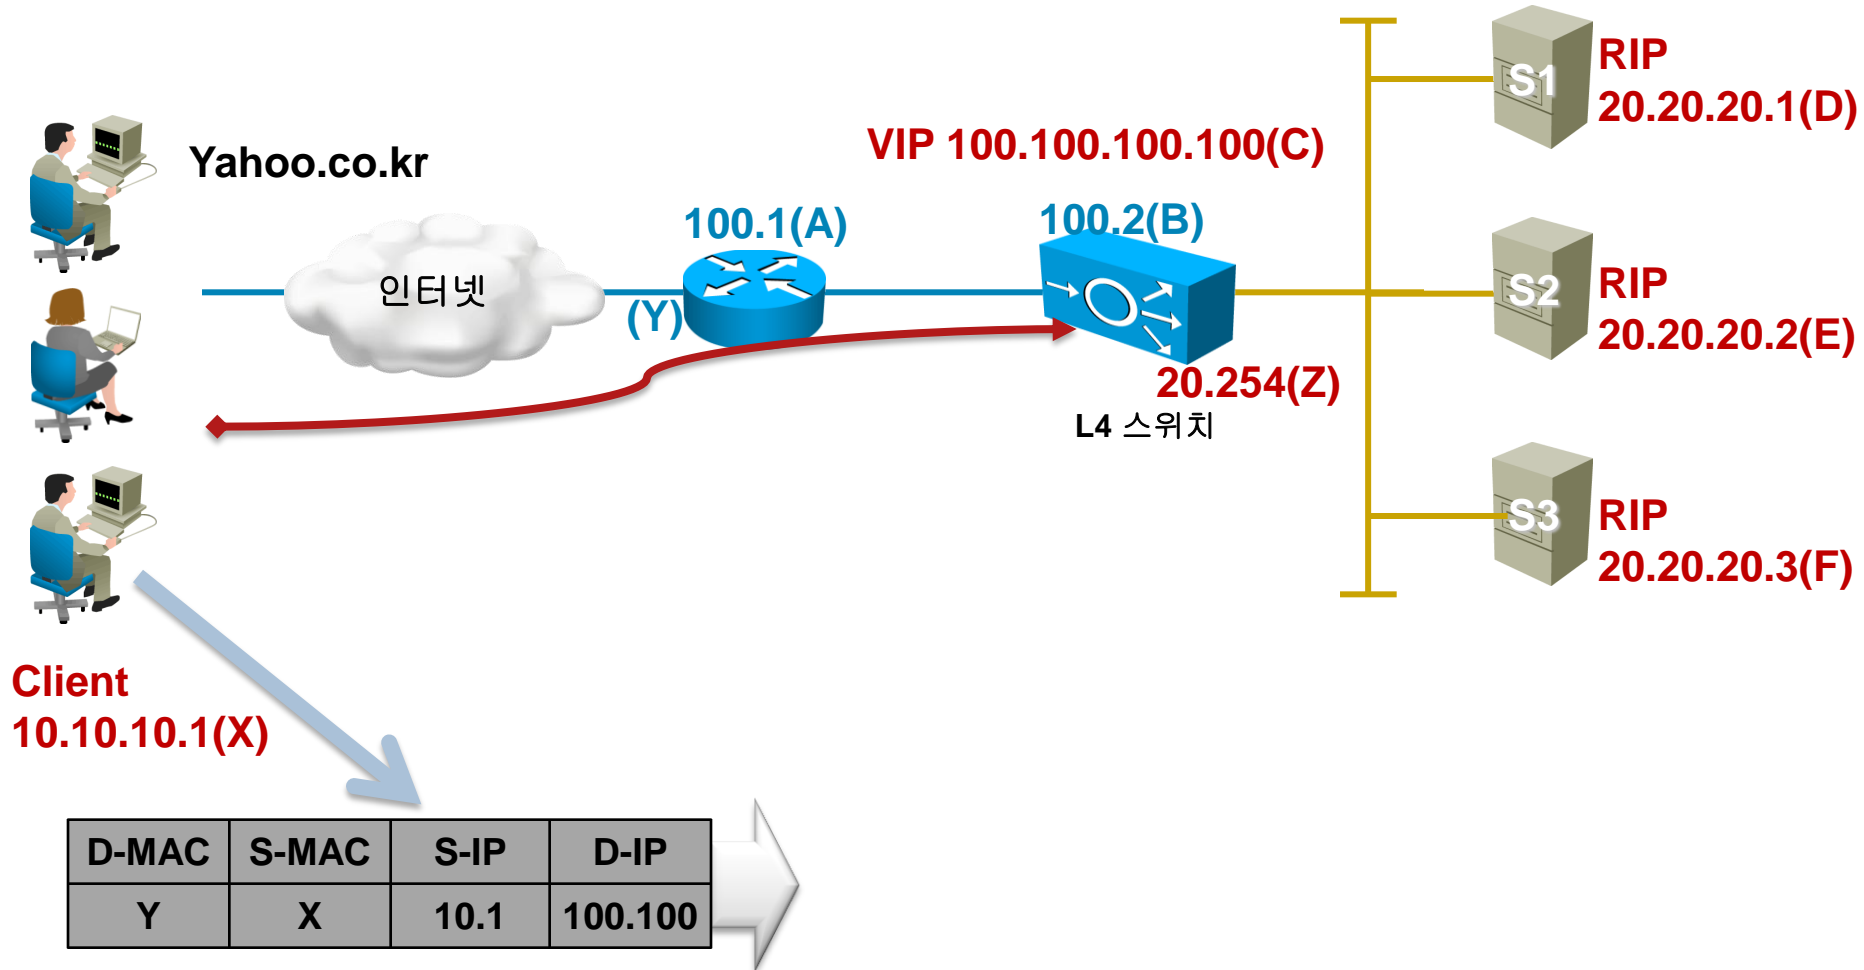 Yahoo.co.kr
인터넷
100.1(A)
(Y)
VIP 100.100.100.100(C)
100.2(B)
20.254(Z)
L4 스위치
S1
RIP
20.20.20.1(D)
S2
RIP
20.20.20.2(E)
S3
RIP
20.20.20.3(F)
Client
10.10.10.1(X)
D-MAC S-MAC S-IP D-IP
Y X 10.1 100.100